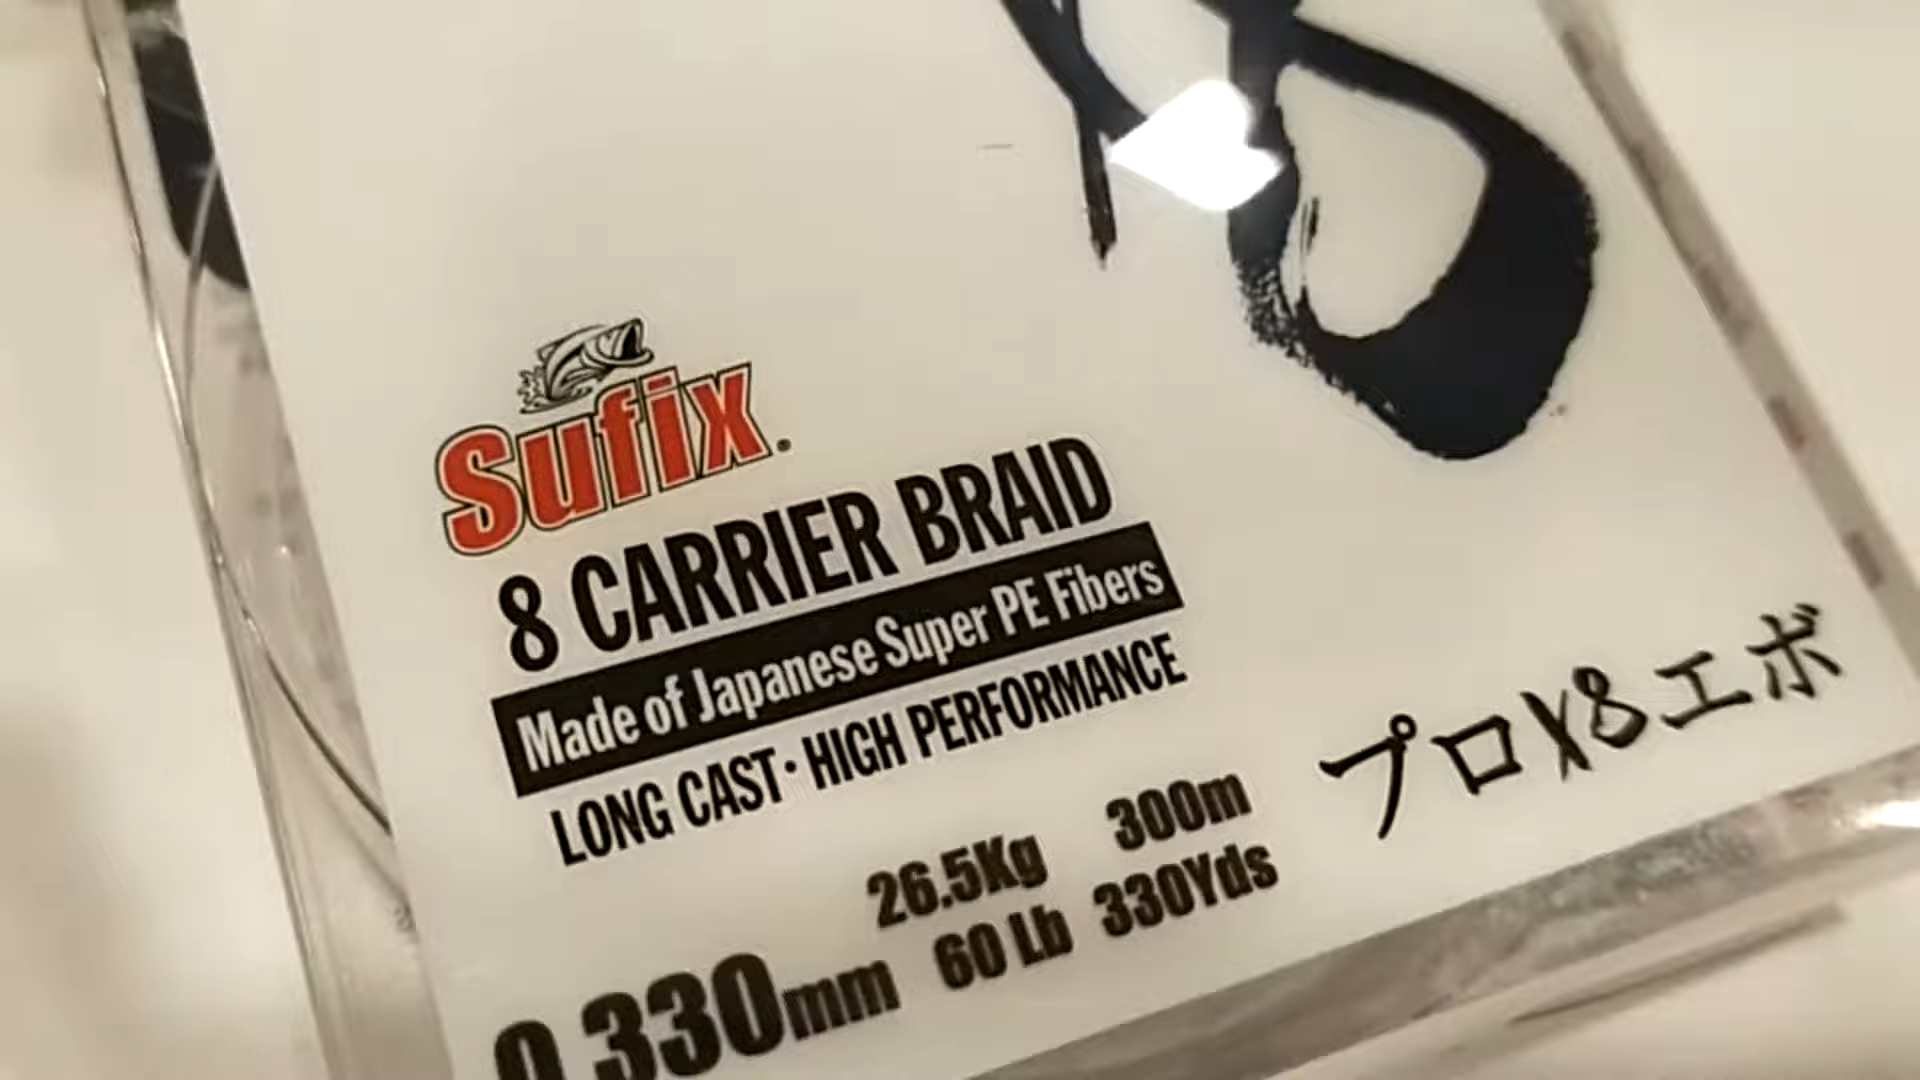 Sufix
8 CARRIER BRAID
Made of Japanese Super PE Fibers
LONG CAST · HIGH PERFORMANCE
26.5Kg 300m
0.330mm 60 Lb 330Yds
プロX8エボ